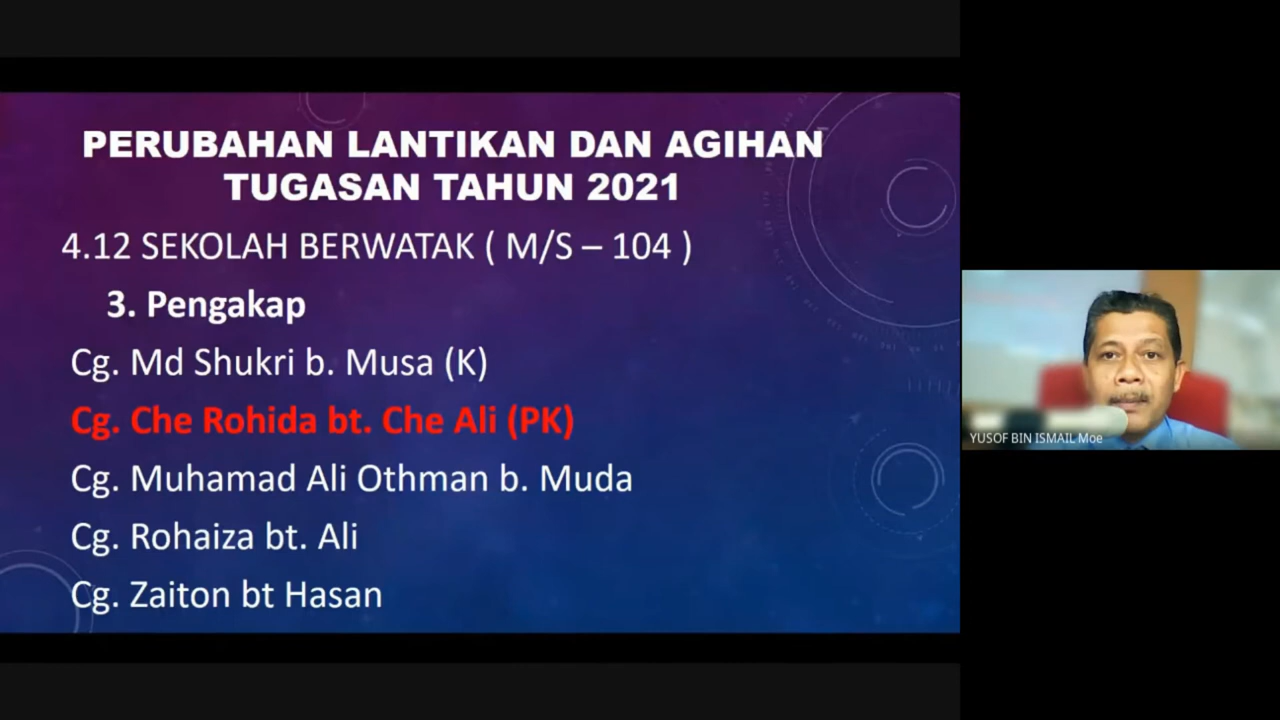 PERUBAHAN LANTIKAN DAN AGIHAN
TUGASAN TAHUN 2021
4.12 SEKOLAH BERWATAK ( M/S – 104 )
3. Pengakap
Cg. Md Shukri b. Musa (K)
Cg. Che Rohida bt. Che Ali (PK)
Cg. Muhamad Ali Othman b. Muda
Cg. Rohaiza bt. Ali
Cg. Zaiton bt Hasan
YUSOF BIN ISMAIL Moe